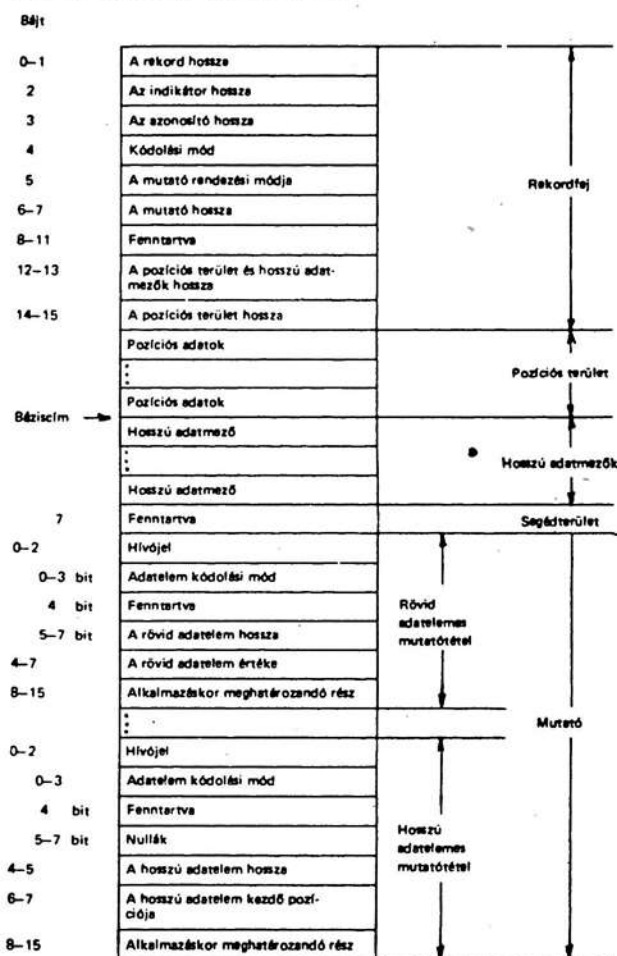 Bájt
0–1 A rekord hossza
2 Az indikátor hossza
3 Az azonosító hossza
4 Kódolási mód
5 A mutató rendezési módja
Rekordfej
6–7 A mutató hossza
8–11 Fenntartva
12–13 A pozíciós terület és hosszú adat-
mezők hossza
14–15 A pozíciós terület hossza
Pozíciós adatok
Pozíciós terület
Pozíciós adatok
Báziscím
Hosszú adatmező
Hosszú adatmezők
Hosszú adatmező
7 Fenntartva Segédterület
0–2 Hívójel
0–3 bit Adatelem kódolási mód
4 bit Fenntartva
Rövid
adatelemes
mutatótétel
5–7 bit A rövid adatelem hossza
4–7 A rövid adatelem értéke
8–15 Alkalmazáskor meghatározandó rész
Mutató
0–2 Hívójel
0–3 Adatelem kódolási mód
4 bit Fenntartva
5–7 bit Nullák
Hosszú
adatelemes
mutatótétel
4–5 A hosszú adatelem hossza
6–7 A hosszú adatelem kezdő pozí-
ciója
8–15 Alkalmazáskor meghatározandó rész